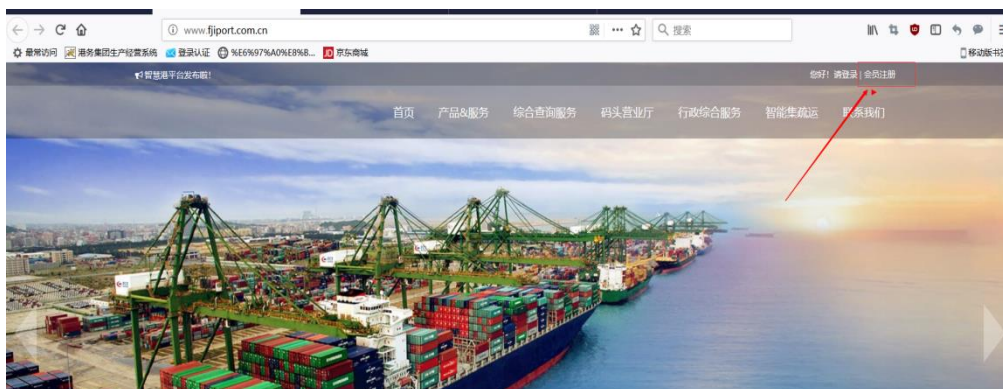 www.fjiport.com.cn
搜索
最常访问 港务集团生产经营系统 登录认证 %E6%97%A0%E8%8B... JD 京东商城 移动版书签
智慧港平台发布啦! 您好! 请登录 | 会员注册
首页 产品&服务 综合查询服务 码头营业厅 行政综合服务 智能集疏运 联系我们